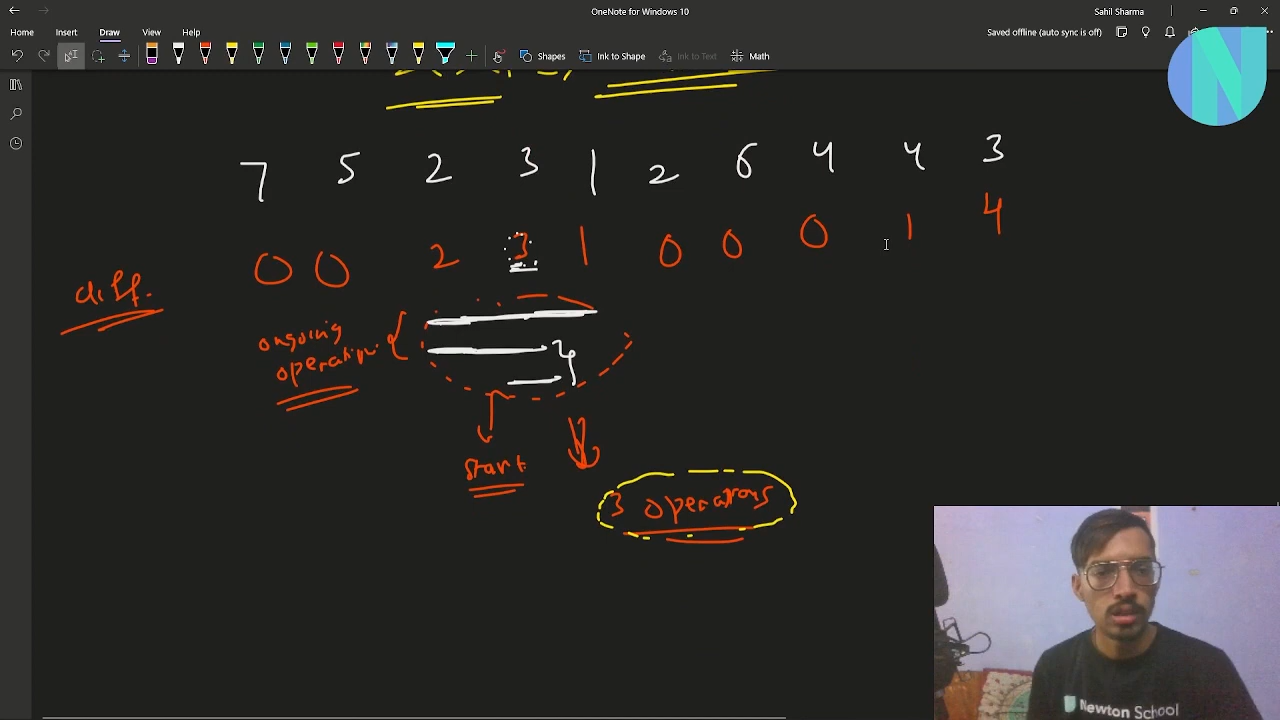 OneNote for Windows 10
Sahil Sharma
Home Insert Draw View Help
Saved offline (auto sync is off)
Shapes Ink to Shape Ink to Text Math
7 5 2 3 1 2 6 4 4 3
0 0 2 3 1 0 0 0 1 4
diff.
ongoing
operation.
start
3 operations
Newton School